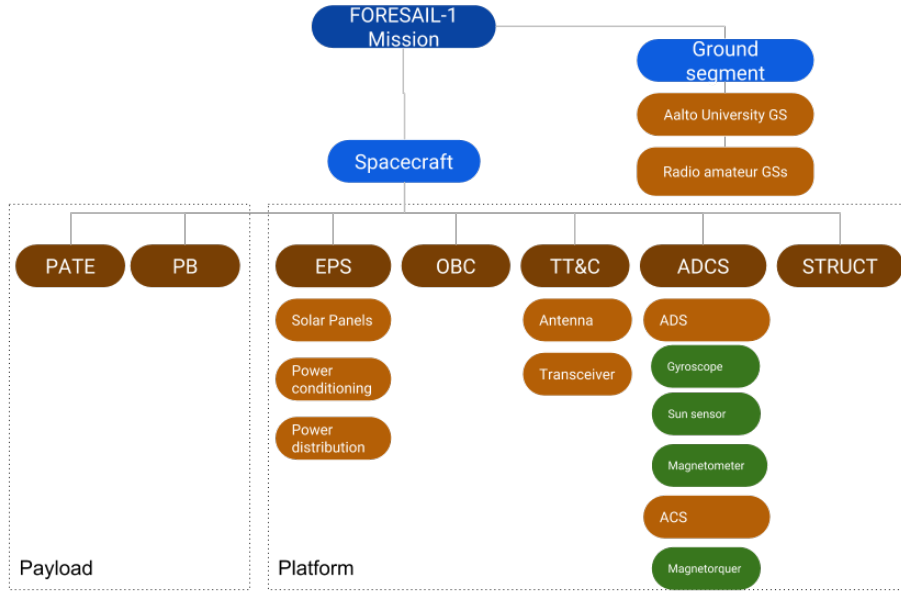 FORESAIL-1
Mission
Ground
segment
Aalto University GS
Radio amateur GSs
Spacecraft
PATE
PB
EPS
OBC
TT&C
ADCS
STRUCT
Solar Panels
Antenna
ADS
Power
conditioning
Transceiver
Gyroscope
Sun sensor
Power
distribution
Magnetometer
ACS
Magnetorquer
Payload
Platform